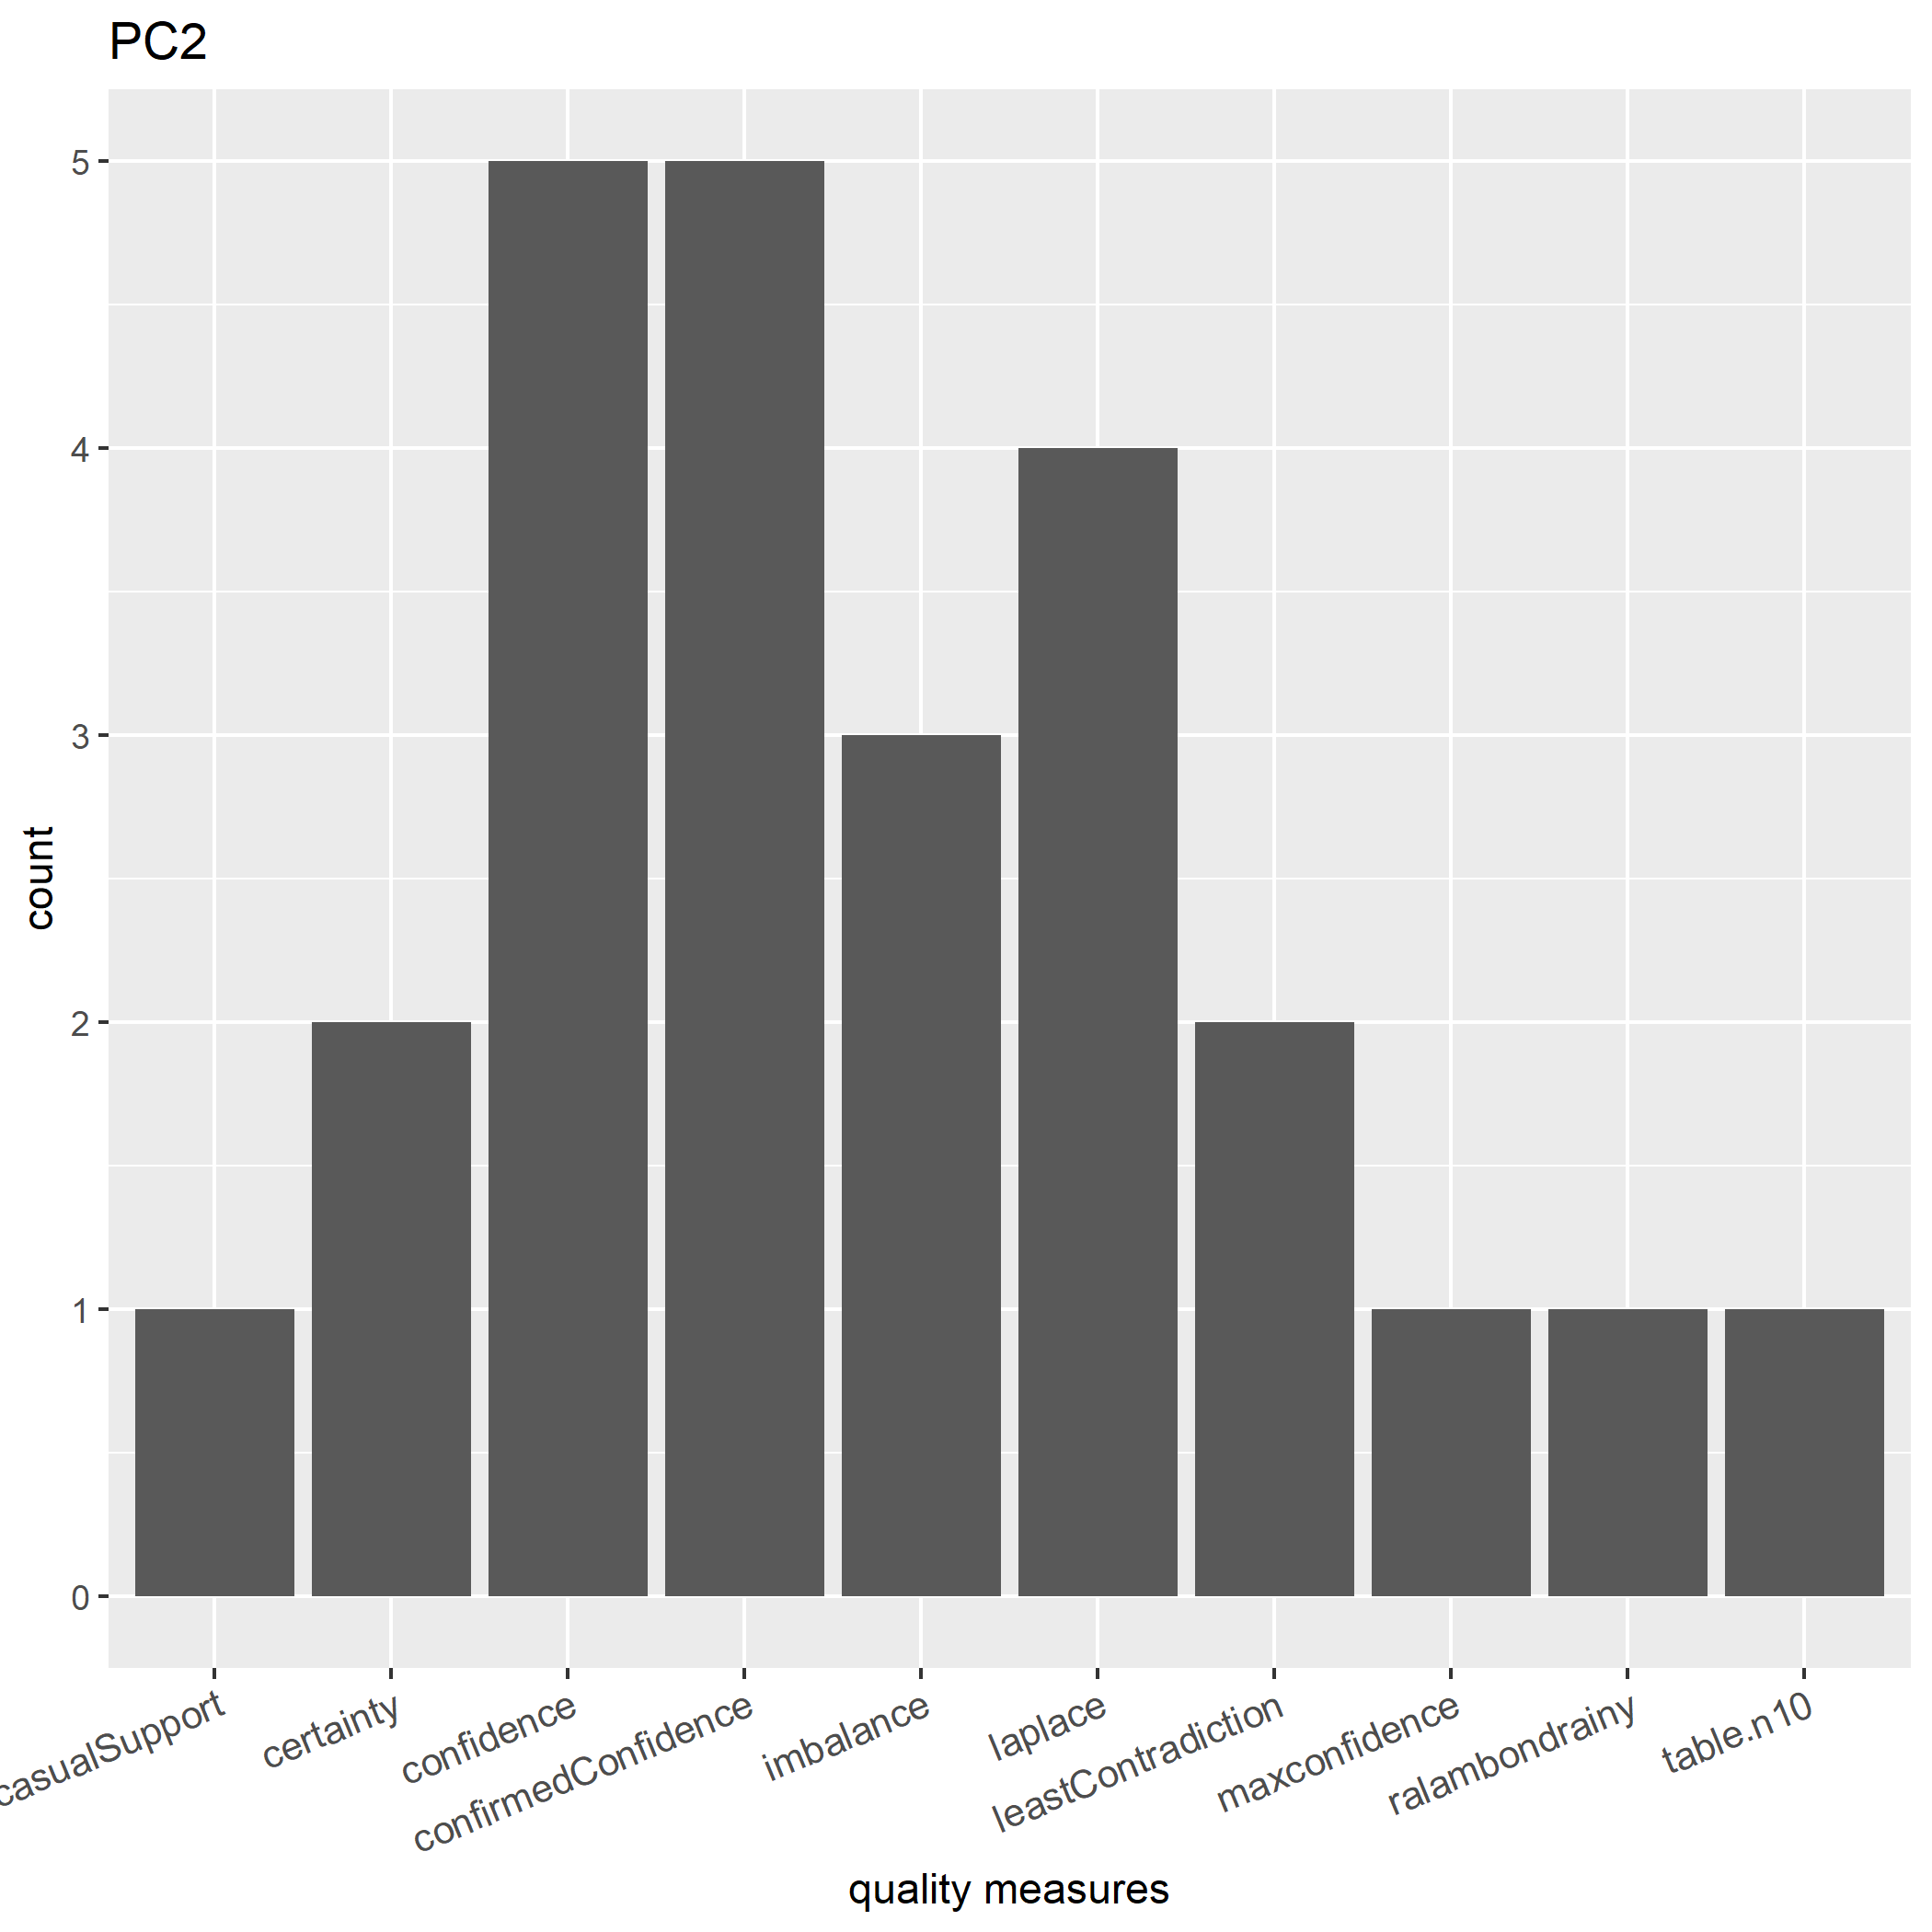 PC2
5
4
3
2
1
0
count
casualSupport
certainty
confidence
confirmedConfidence
imbalance
laplace
leastContradiction
maxconfidence
ralambondrainy
table.n10
quality measures